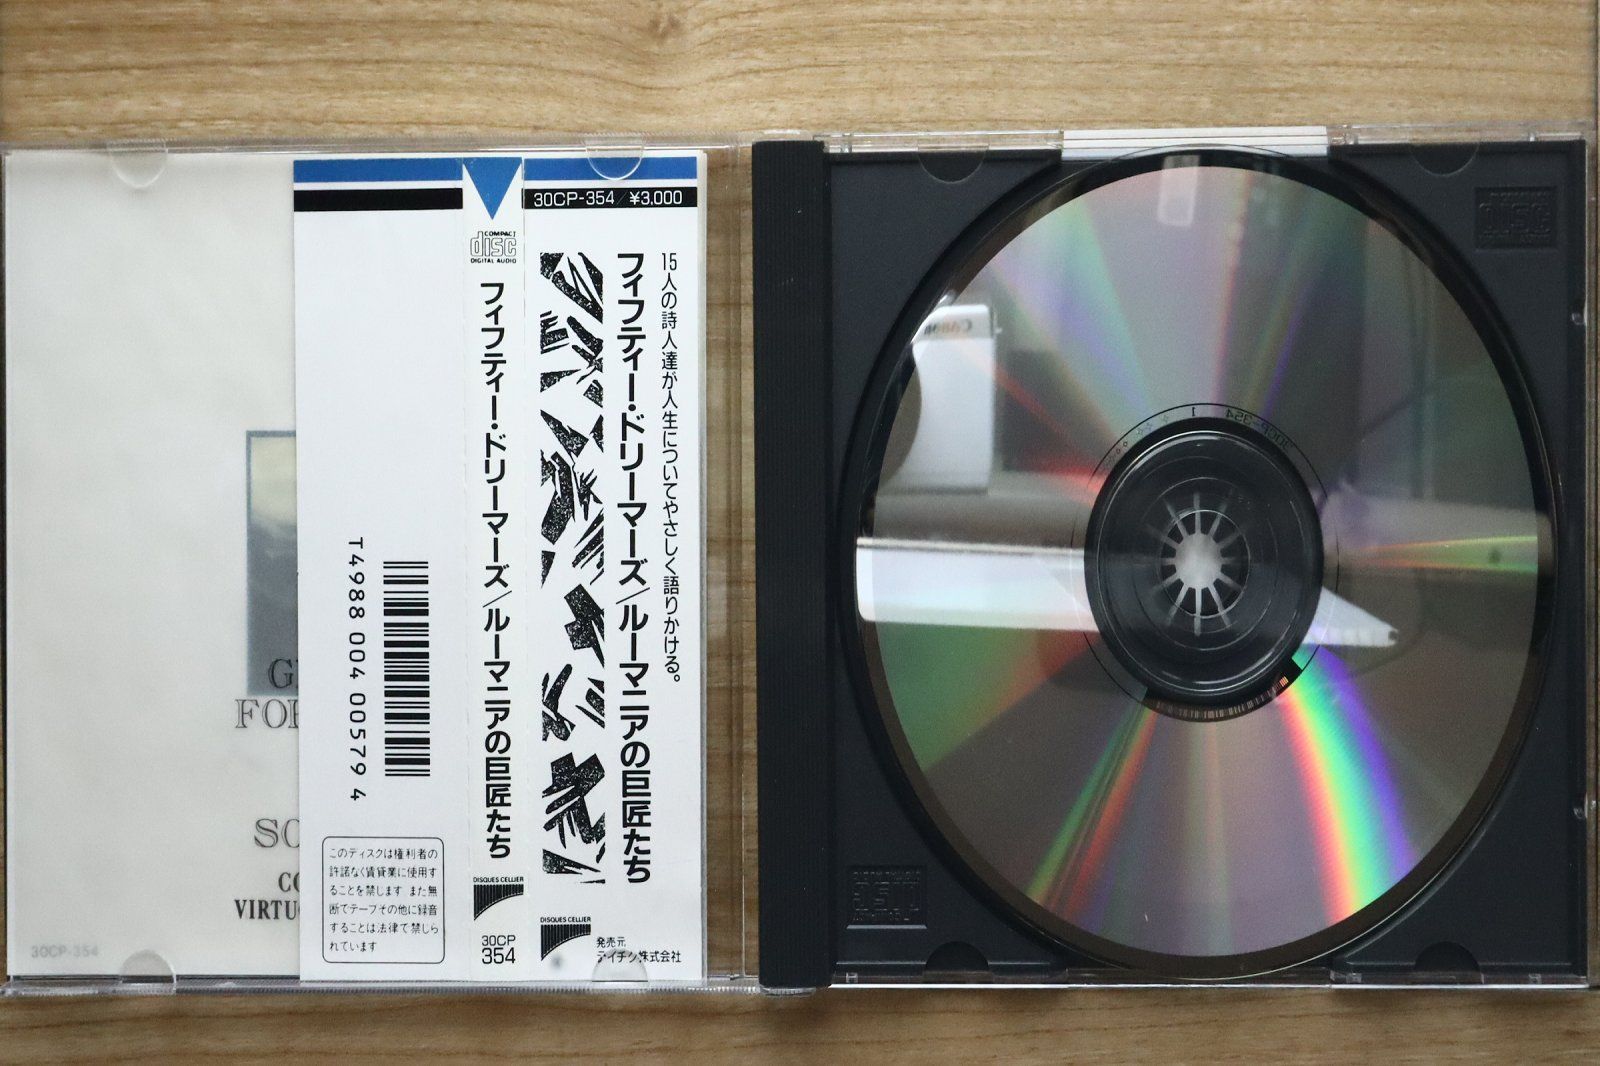 30CP-354/¥3,000
15人の詩人達が人生についてやさしく語りかける。
フィフティー・ドリーマーズ/ルーマニアの巨匠たち
DISQUES CELLIER
発売元
テイチク株式会社
COMPACT
disc
DIGITAL AUDIO
フィフティー・ドリーマーズ/ルーマニアの巨匠たち
DISQUES CELLIER
30CP
354
T4988 004 00579 4
このディスクは権利者の
許諾なく賃貸業に使用す
ることを禁じます また無
断でテープその他に録音
することは法律で禁じら
れています
30CP-354
Canon
30CP-354 1